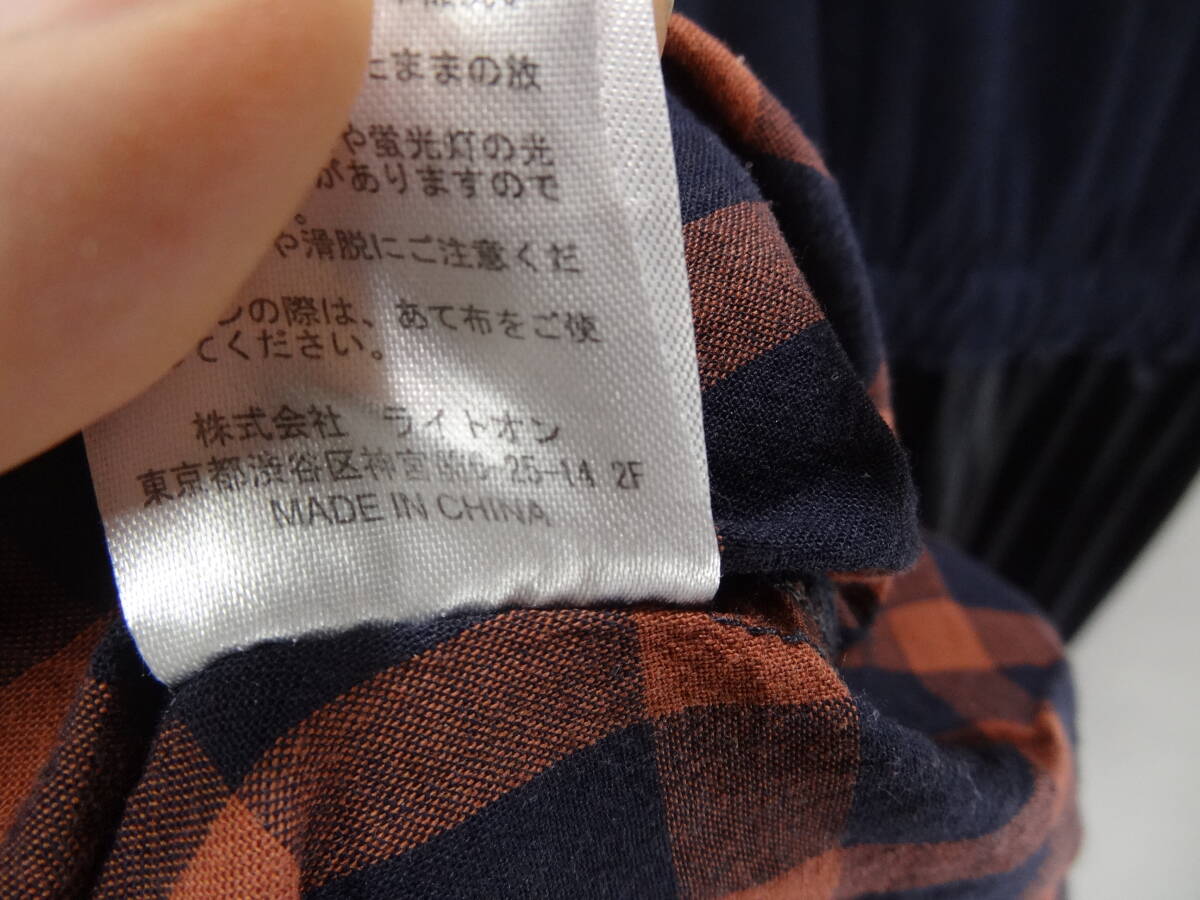 たままの放
や蛍光灯の光
がありますので
。
や滑脱にご注意くだ
の際は、あて布をご使
てください。
株式会社 ライトオン
東京都渋谷区神宮前6-25-14 2F
MADE IN CHINA